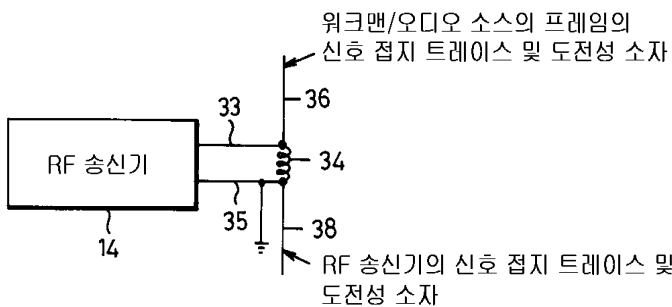 워크맨/오디오 소스의 프레임의
신호 접지 트레이스 및 도전성 소자
36
33
RF 송신기
34
35
14
38
RF 송신기의 신호 접지 트레이스 및
도전성 소자